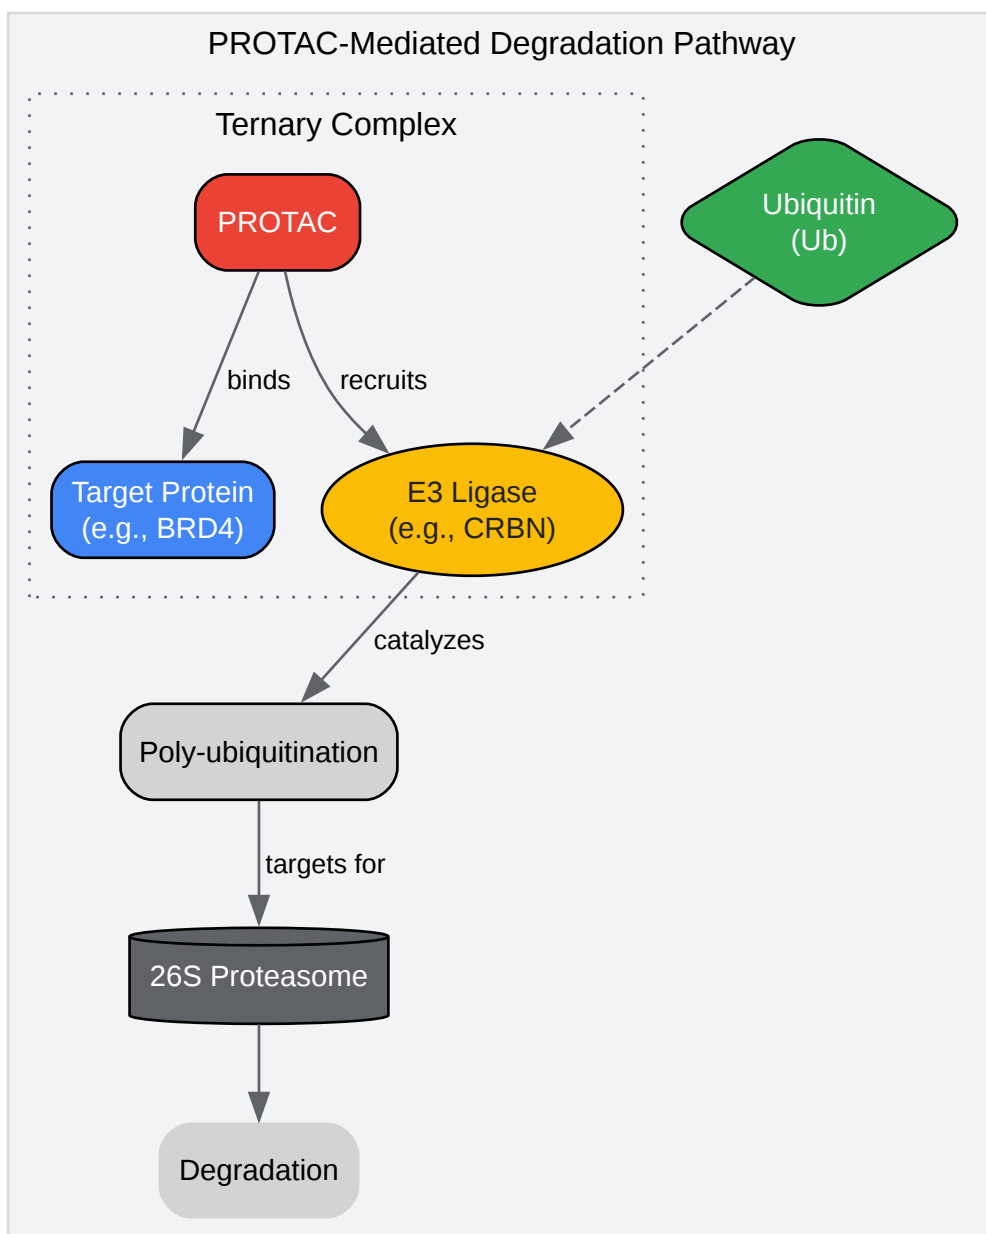 PROTAC-Mediated Degradation Pathway
Ternary Complex
PROTAC
Ubiquitin
(Ub)
binds
recruits
Target Protein
(e.g., BRD4)
E3 Ligase
(e.g., CRBN)
catalyzes
Poly-ubiquitination
targets for
26S Proteasome
Degradation